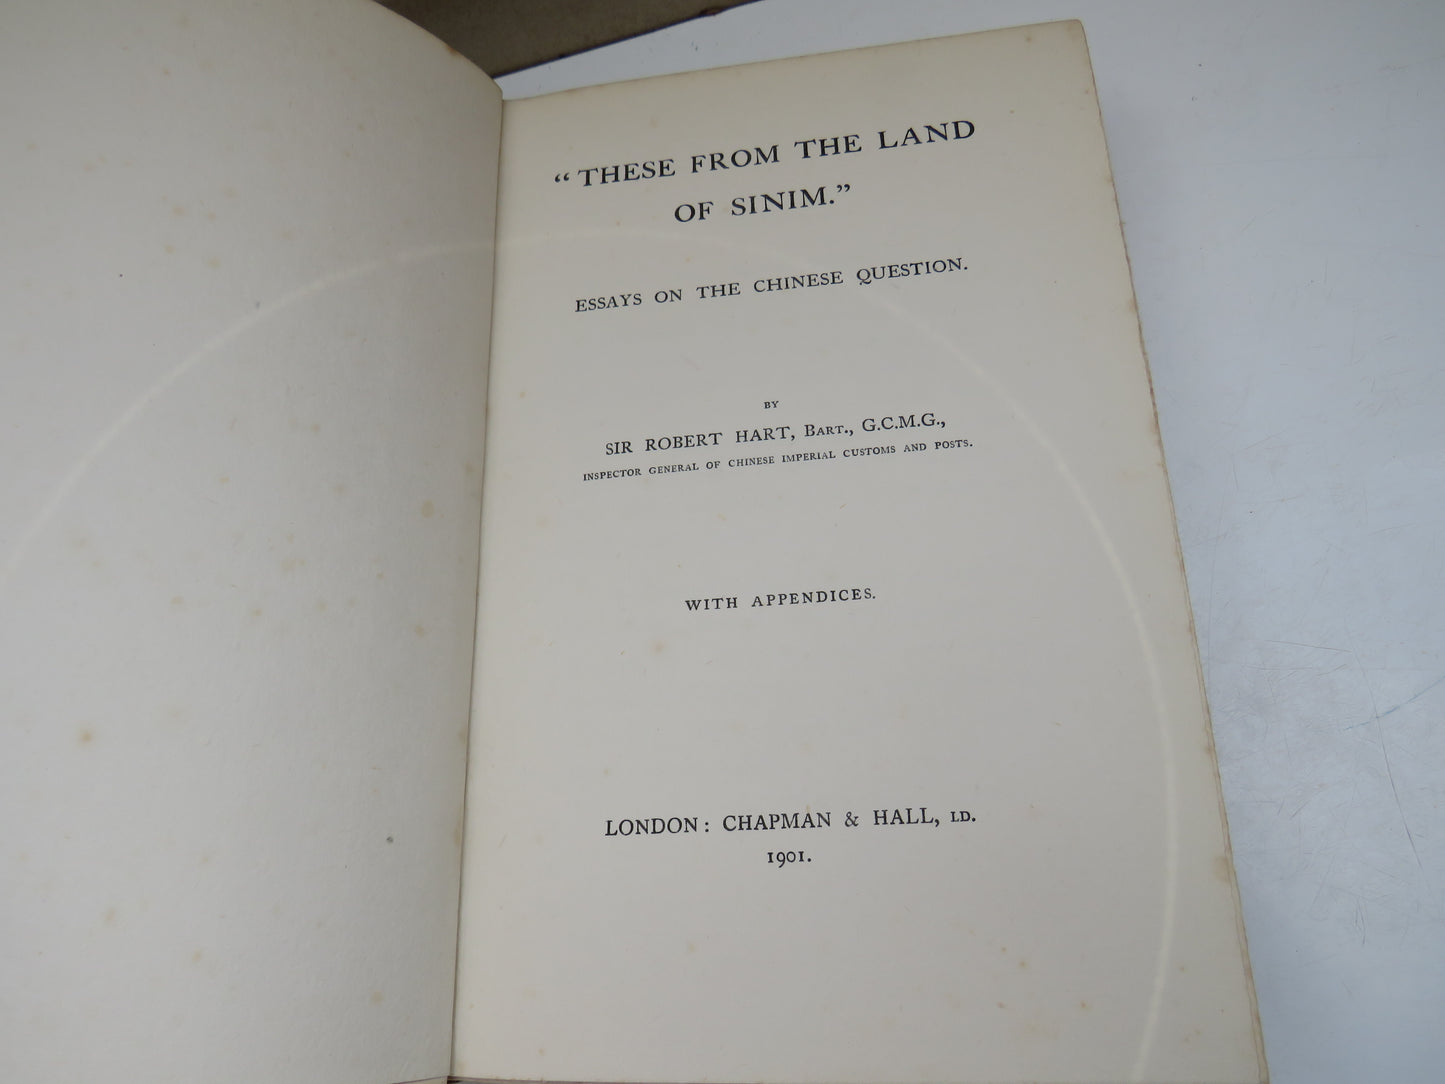 “THESE FROM THE LAND
OF SINIM.”
ESSAYS ON THE CHINESE QUESTION.
BY
SIR ROBERT HART, BART., G.C.M.G.,
INSPECTOR GENERAL OF CHINESE IMPERIAL CUSTOMS AND POSTS.
WITH APPENDICES.
LONDON: CHAPMAN & HALL, LD.
1901.